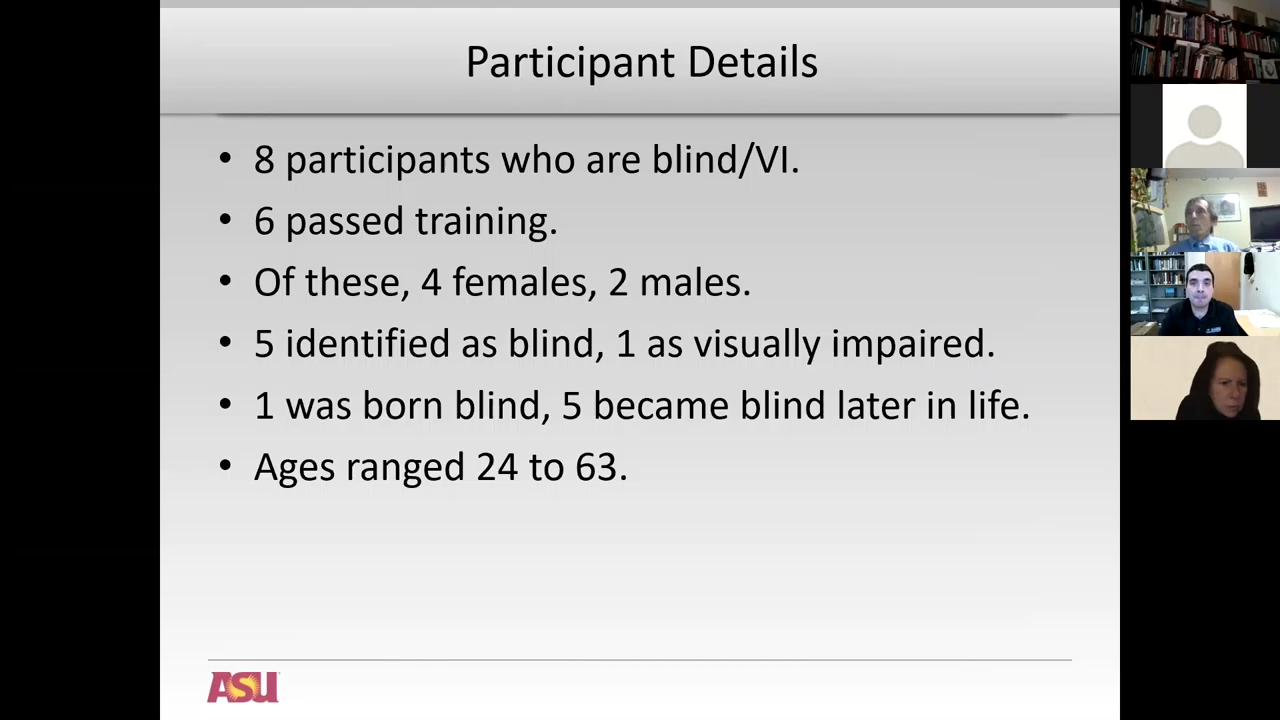 Participant Details
• 8 participants who are blind/VI.
• 6 passed training.
• Of these, 4 females, 2 males.
• 5 identified as blind, 1 as visually impaired.
• 1 was born blind, 5 became blind later in life.
• Ages ranged 24 to 63.
ASU